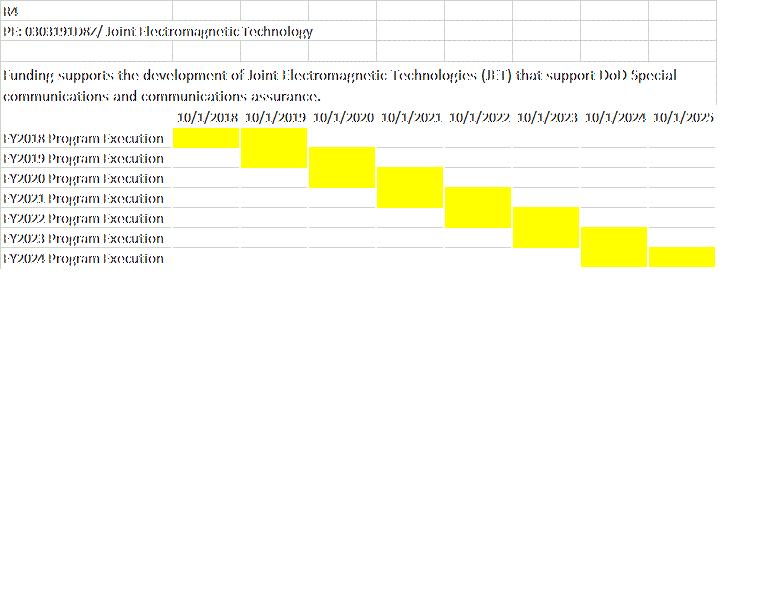 R4
PE: 0303191D8Z/ Joint Electromagnetic Technology
Funding supports the development of Joint Electromagnetic Technologies (JET) that support DoD Special
communications and communications assurance.
10/1/2018 10/1/2019 10/1/2020 10/1/2021 10/1/2022 10/1/2023 10/1/2024 10/1/2025
FY2018 Program Execution
FY2019 Program Execution
FY2020 Program Execution
FY2021 Program Execution
FY2022 Program Execution
FY2023 Program Execution
FY2024 Program Execution